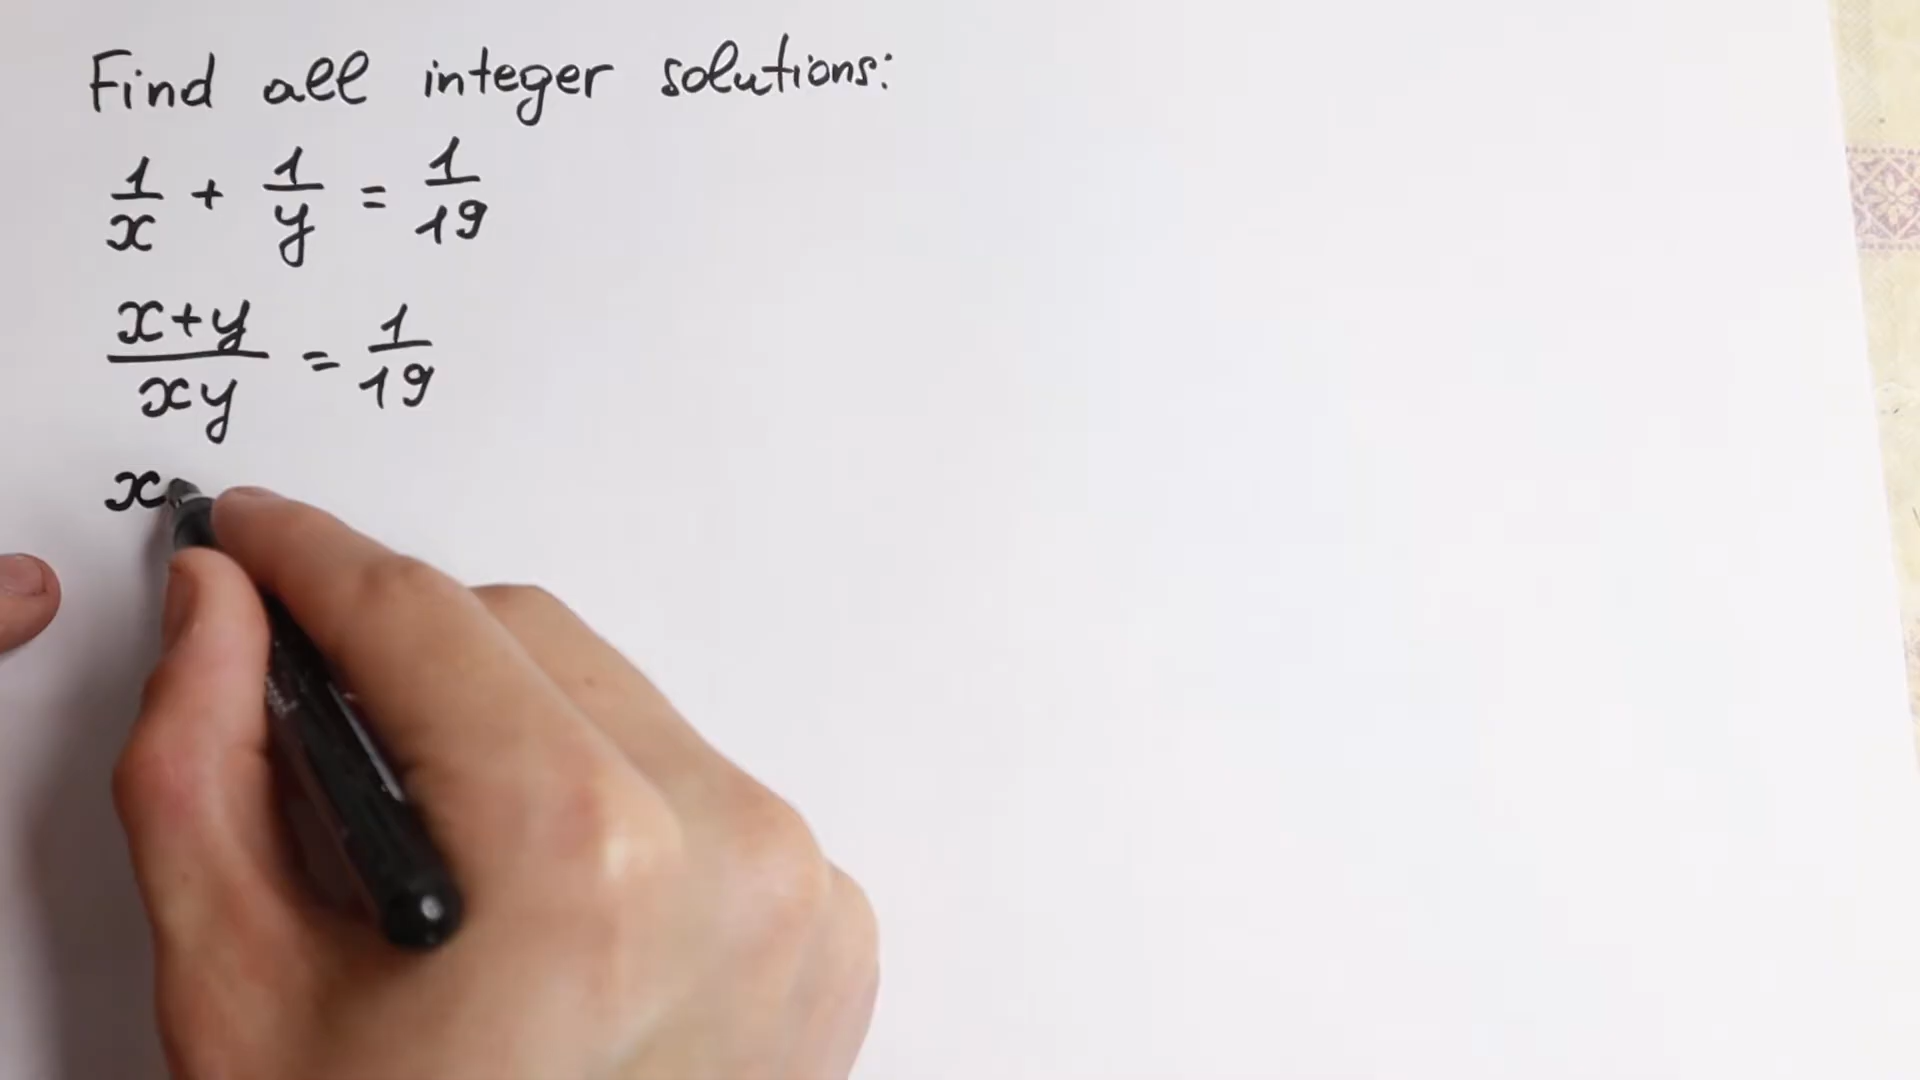 Find all integer solutions:
1/x + 1/y = 1/19
x+y/xy = 1/19
x